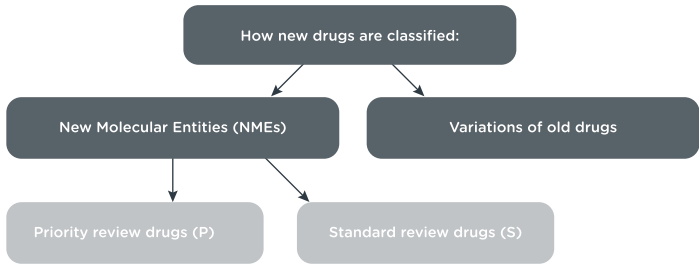 How new drugs are classified:
New Molecular Entities (NMEs)
Variations of old drugs
Priority review drugs (P)
Standard review drugs (S)